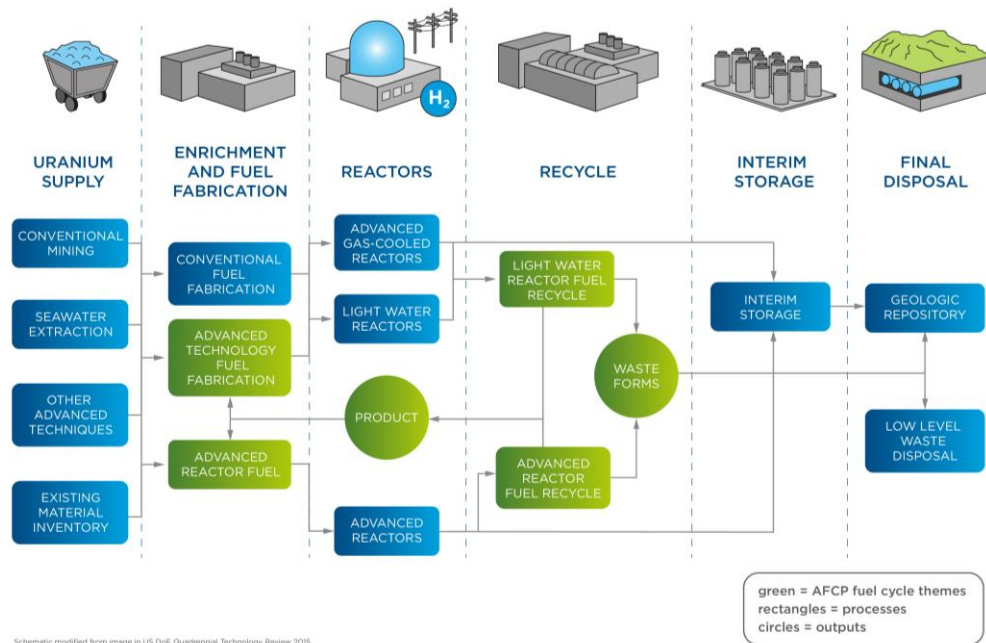 H2
URANIUM
SUPPLY
ENRICHMENT
AND FUEL
FABRICATION
REACTORS
RECYCLE
INTERIM
STORAGE
FINAL
DISPOSAL
CONVENTIONAL
MINING
SEAWATER
EXTRACTION
OTHER
ADVANCED
TECHNIQUES
EXISTING
MATERIAL
INVENTORY
CONVENTIONAL
FUEL
FABRICATION
ADVANCED
TECHNOLOGY
FUEL
FABRICATION
ADVANCED
REACTOR FUEL
ADVANCED
GAS-COOLED
REACTORS
LIGHT WATER
REACTORS
PRODUCT
ADVANCED
REACTORS
LIGHT WATER
REACTOR FUEL
RECYCLE
WASTE
FORMS
ADVANCED
REACTOR
FUEL RECYCLE
INTERIM
STORAGE
GEOLOGIC
REPOSITORY
LOW LEVEL
WASTE
DISPOSAL
green = AFCP fuel cycle themes
rectangles = processes
circles = outputs
Schematic modified from image in US DoE Quadrennial Technology Review 2015